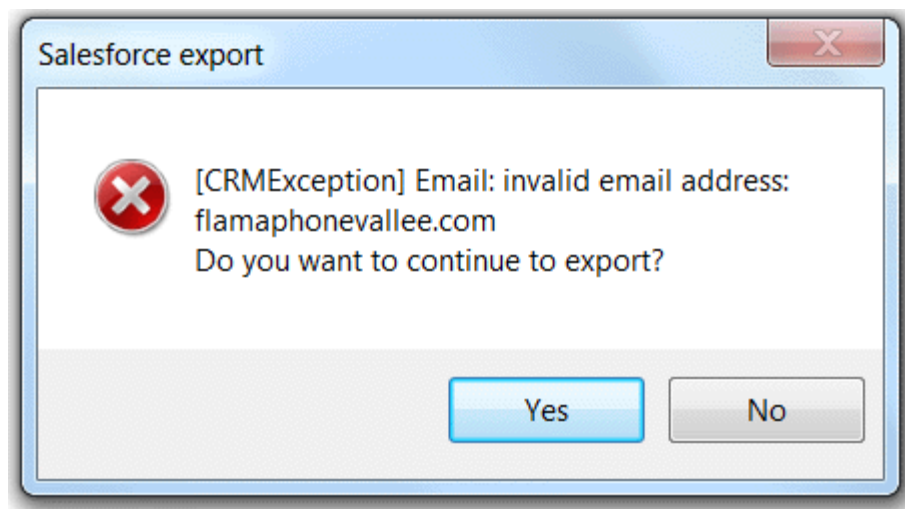 Salesforce export
[CRMException] Email: invalid email address:
flamaphonevallee.com
Do you want to continue to export?
Yes
No